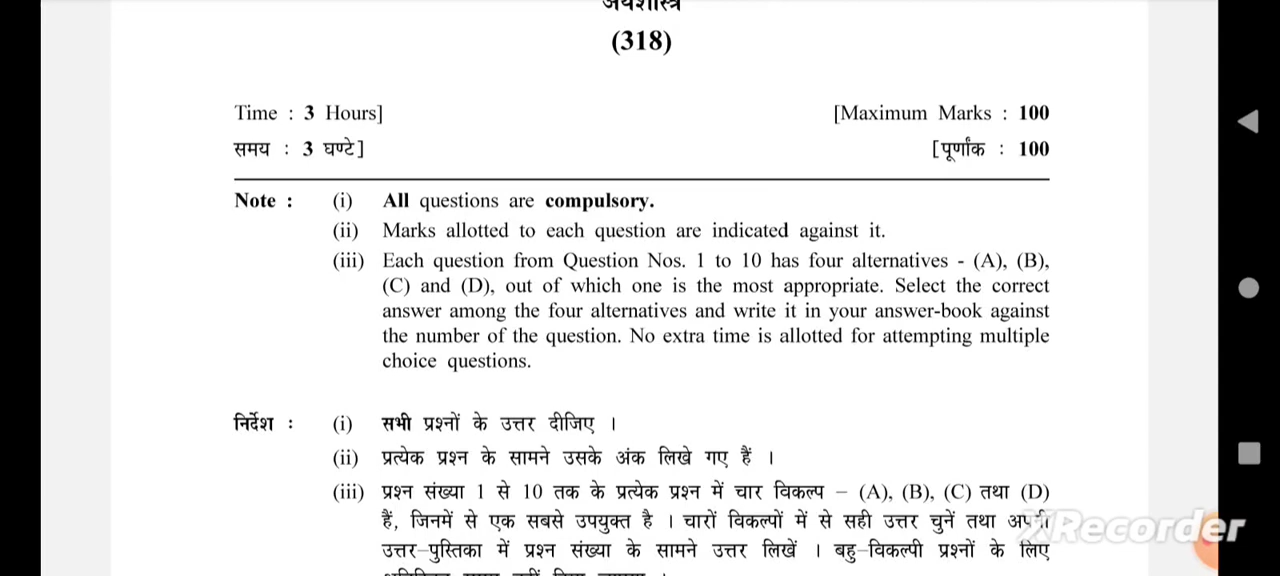 अर्थशास्त्र
(318)
Time : 3 Hours] [Maximum Marks : 100
समय : 3 घण्टे] [पूर्णांक : 100
Note : (i) All questions are compulsory.
(ii) Marks allotted to each question are indicated against it.
(iii) Each question from Question Nos. 1 to 10 has four alternatives - (A), (B),
(C) and (D), out of which one is the most appropriate. Select the correct
answer among the four alternatives and write it in your answer-book against
the number of the question. No extra time is allotted for attempting multiple
choice questions.
निर्देश : (i) सभी प्रश्नों के उत्तर दीजिए ।
(ii) प्रत्येक प्रश्न के सामने उसके अंक लिखे गए हैं ।
(iii) प्रश्न संख्या 1 से 10 तक के प्रत्येक प्रश्न में चार विकल्प – (A), (B), (C) तथा (D)
हैं, जिनमें से एक सबसे उपयुक्त है । चारों विकल्पों में से सही उत्तर चुनें तथा अपनी
उत्तर-पुस्तिका में प्रश्न संख्या के सामने उत्तर लिखें । बहु-विकल्पी प्रश्नों के लिए
XRecorder